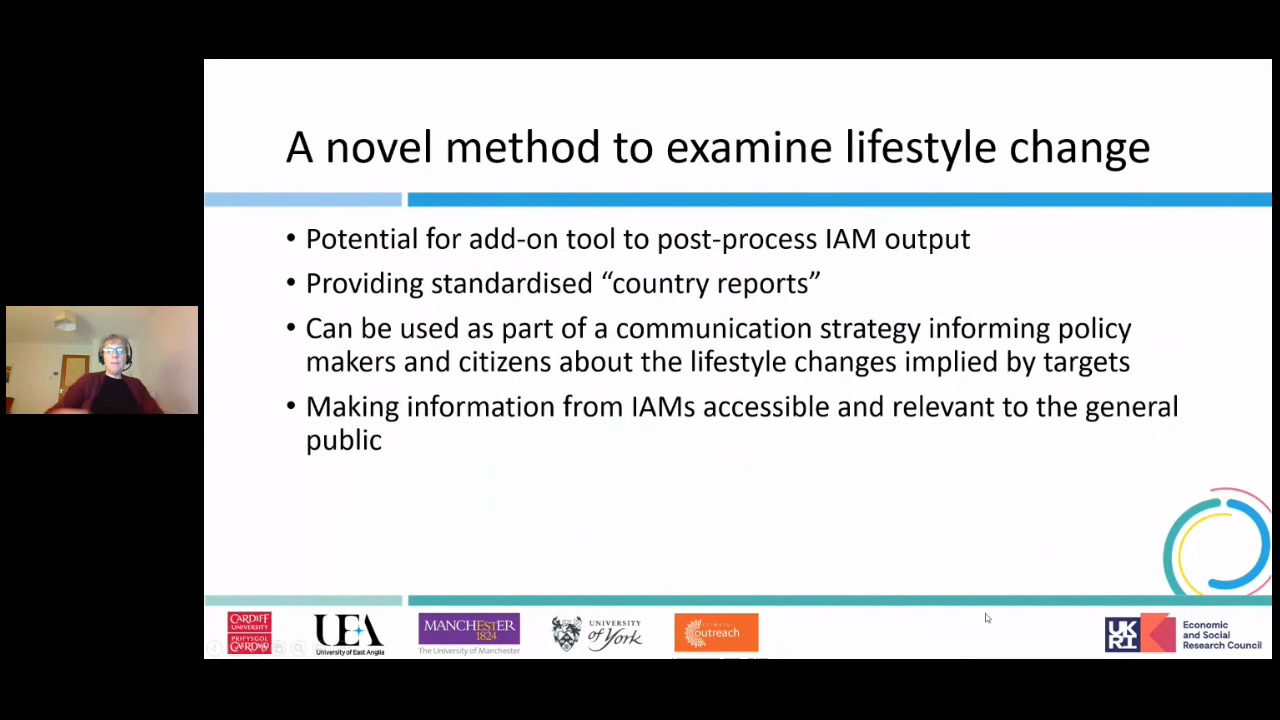 A novel method to examine lifestyle change
• Potential for add-on tool to post-process IAM output
• Providing standardised “country reports”
• Can be used as part of a communication strategy informing policy
makers and citizens about the lifestyle changes implied by targets
• Making information from IAMs accessible and relevant to the general
public
CARDIFF
UNIVERSITY
PRIFYSGOL
CAERDYDD
UEA
University of East Anglia
MANCHESTER
1824
The University of Manchester
UNIVERSITY
of York
CLIMATE
outreach
UK
RI
Economic
and Social
Research Council